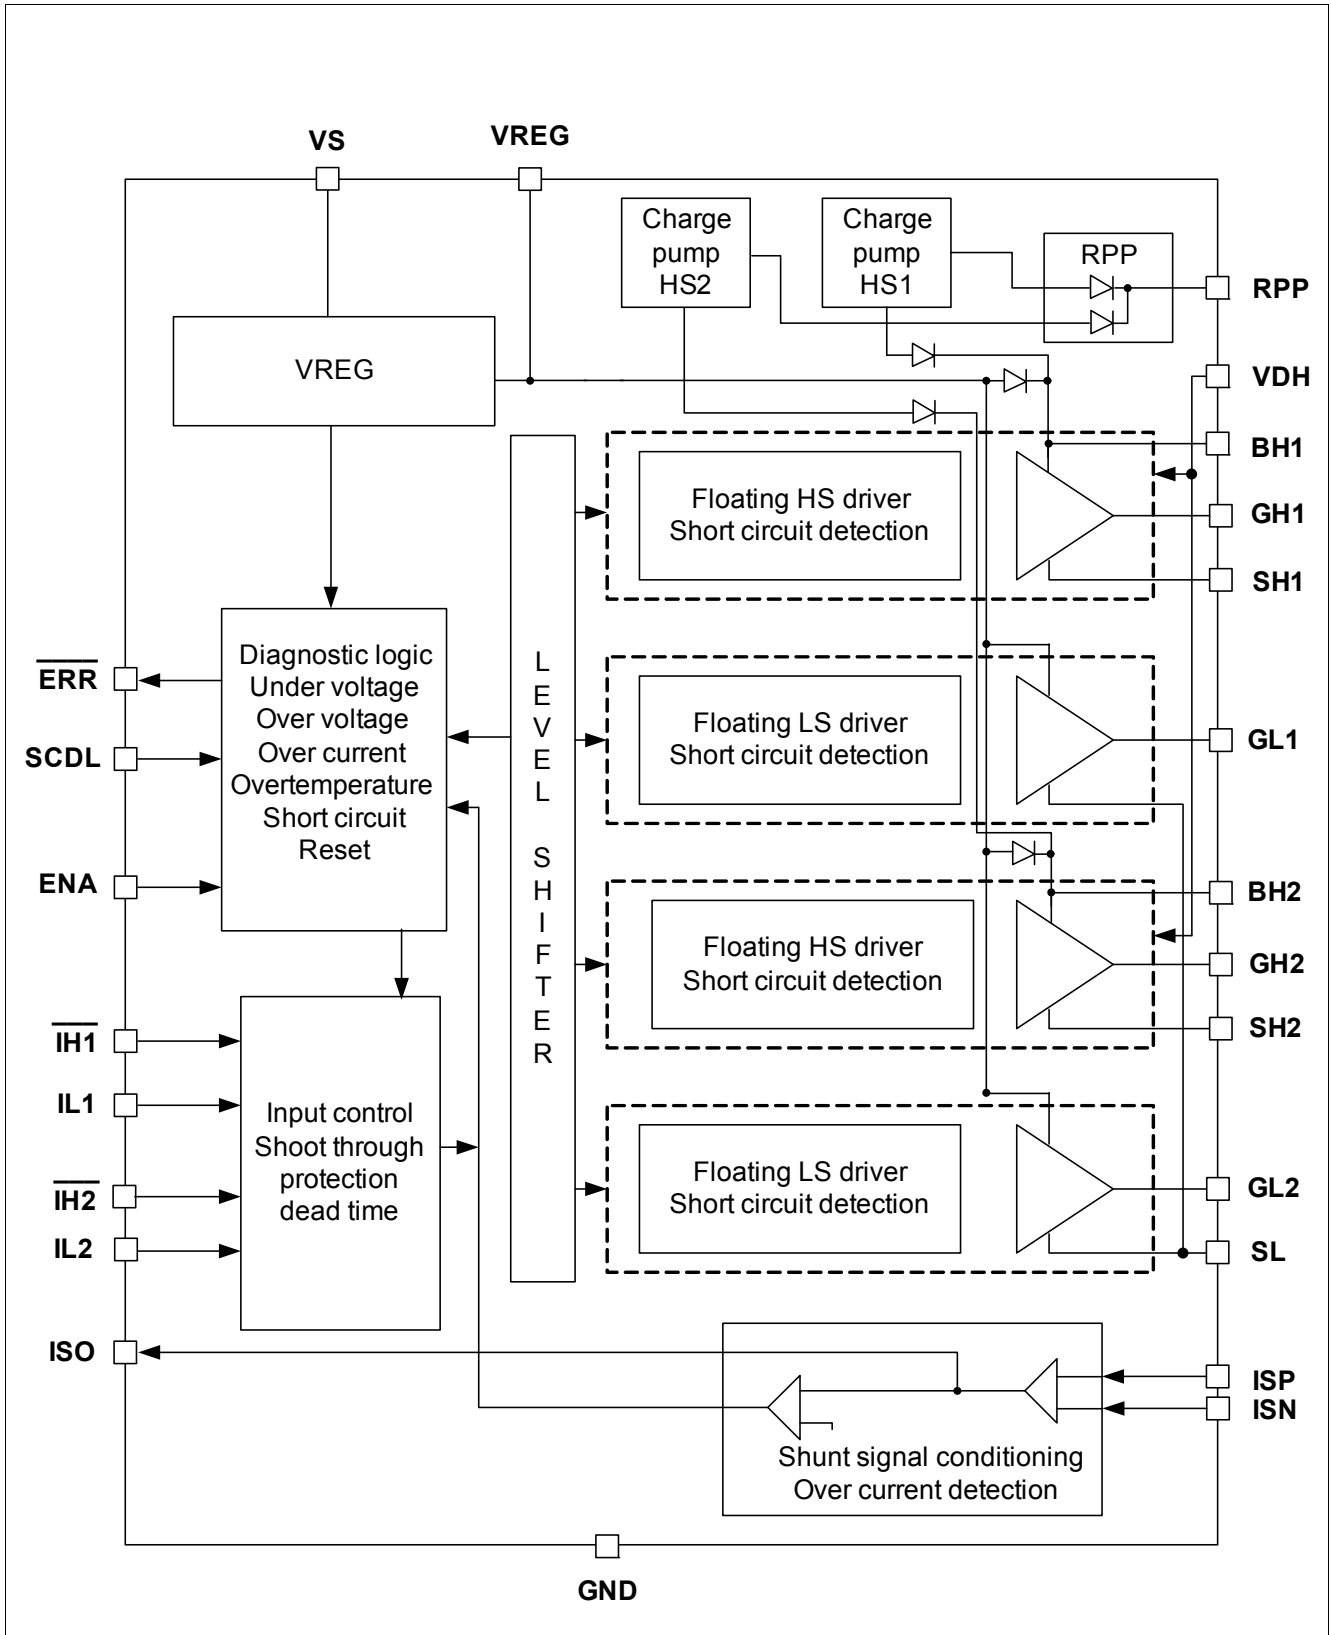 VS
VREG
Charge
pump
HS2
Charge
pump
HS1
RPP
RPP
VREG
VDH
BH1
Floating HS driver
Short circuit detection
GH1
SH1
ERR
SCDL
ENA
Diagnostic logic
Under voltage
Over voltage
Over current
Overtemperature
Short circuit
Reset
L
E
V
E
L
S
H
I
F
T
E
R
Floating LS driver
Short circuit detection
GL1
BH2
Floating HS driver
Short circuit detection
GH2
SH2
IH1
IL1
IH2
IL2
Input control
Shoot through
protection
dead time
Floating LS driver
Short circuit detection
GL2
SL
ISO
ISP
ISN
Shunt signal conditioning
Over current detection
GND